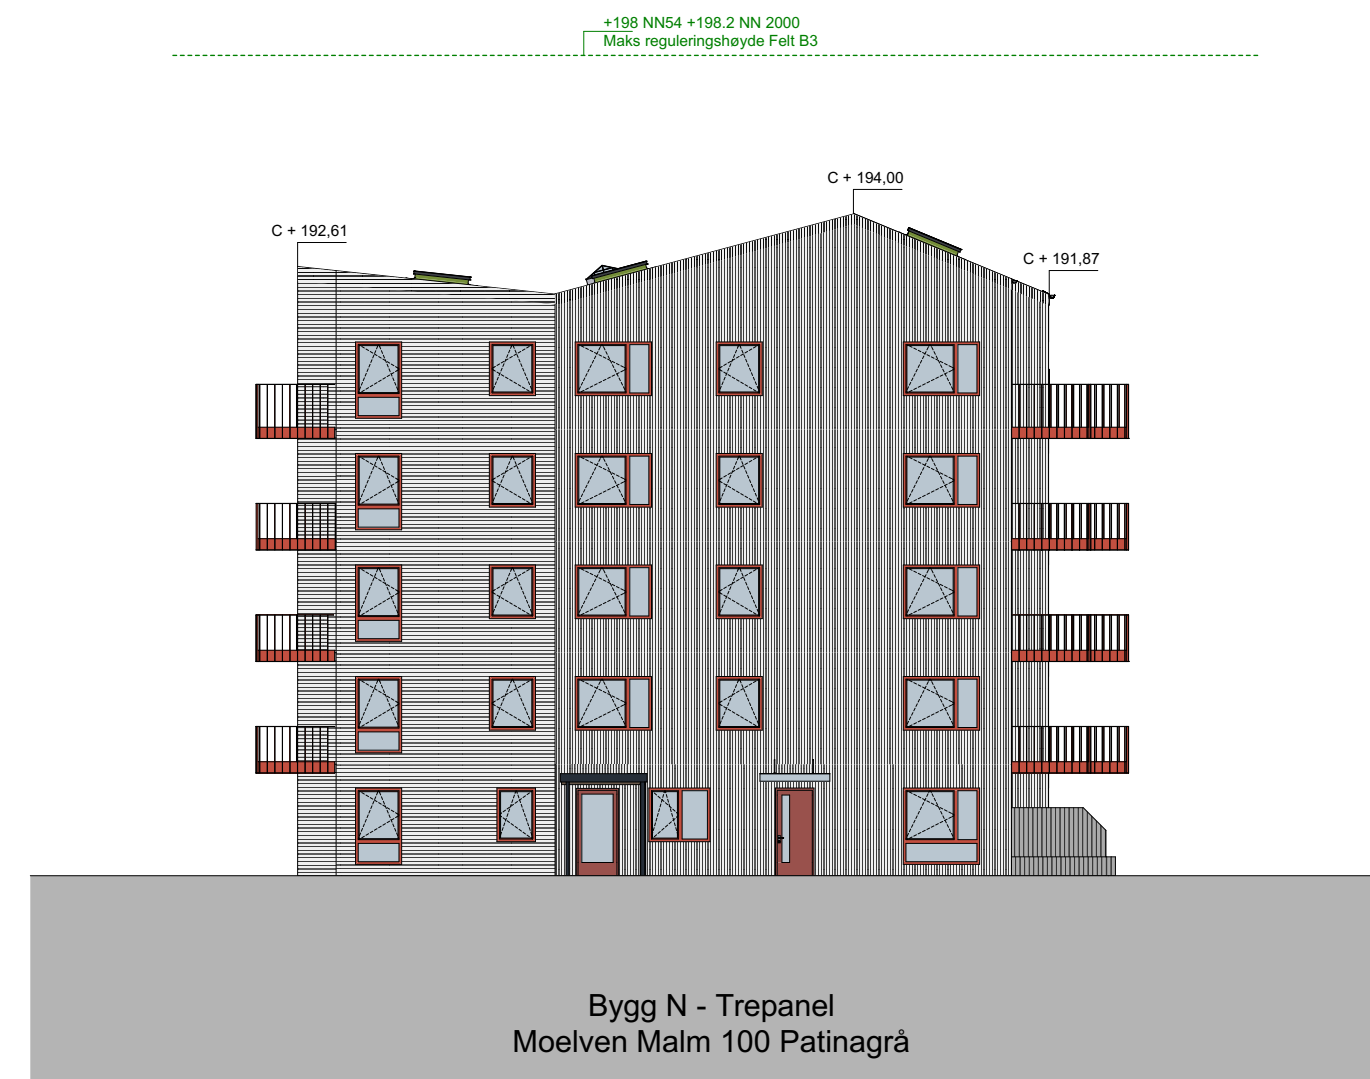 +198 NN54 +198.2 NN 2000
Maks reguleringshøyde Felt B3
C + 194,00
C + 192,61
C + 191,87
Bygg N - Trepanel
Moelven Malm 100 Patinagrå